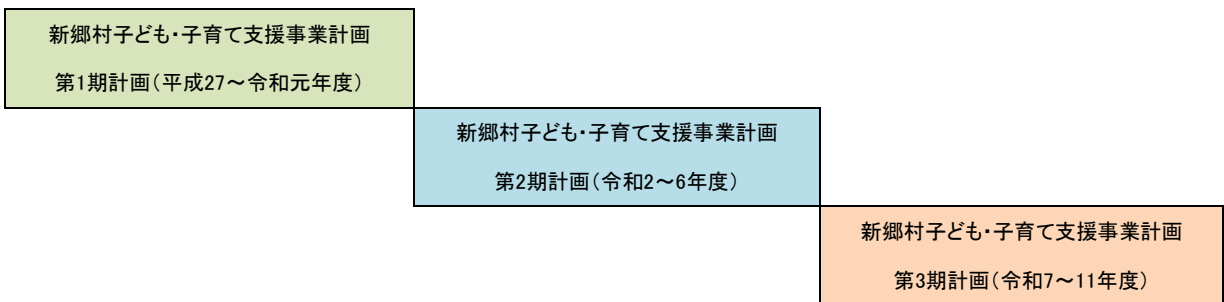 新郷村子ども・子育て支援事業計画
第1期計画（平成27～令和元年度）
新郷村子ども・子育て支援事業計画
第2期計画（令和2～6年度）
新郷村子ども・子育て支援事業計画
第3期計画（令和7～11年度）